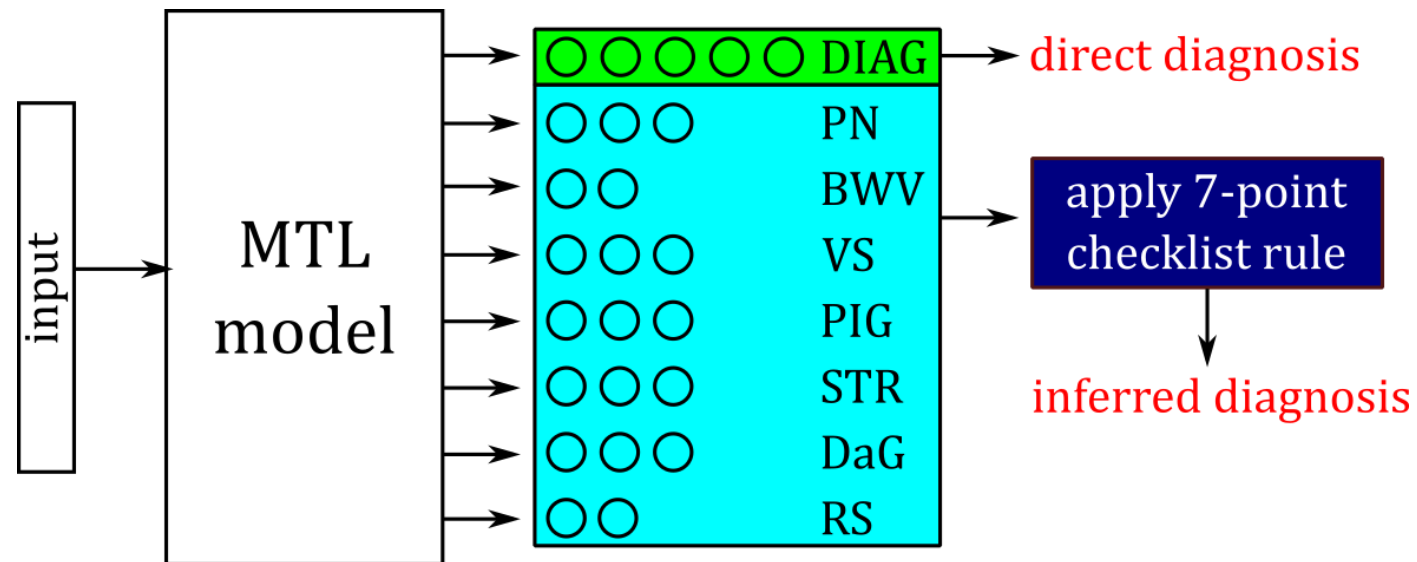 input
MTL
model
DIAG
PN
BWV
VS
PIG
STR
DaG
RS
direct diagnosis
apply 7-point
checklist rule
inferred diagnosis